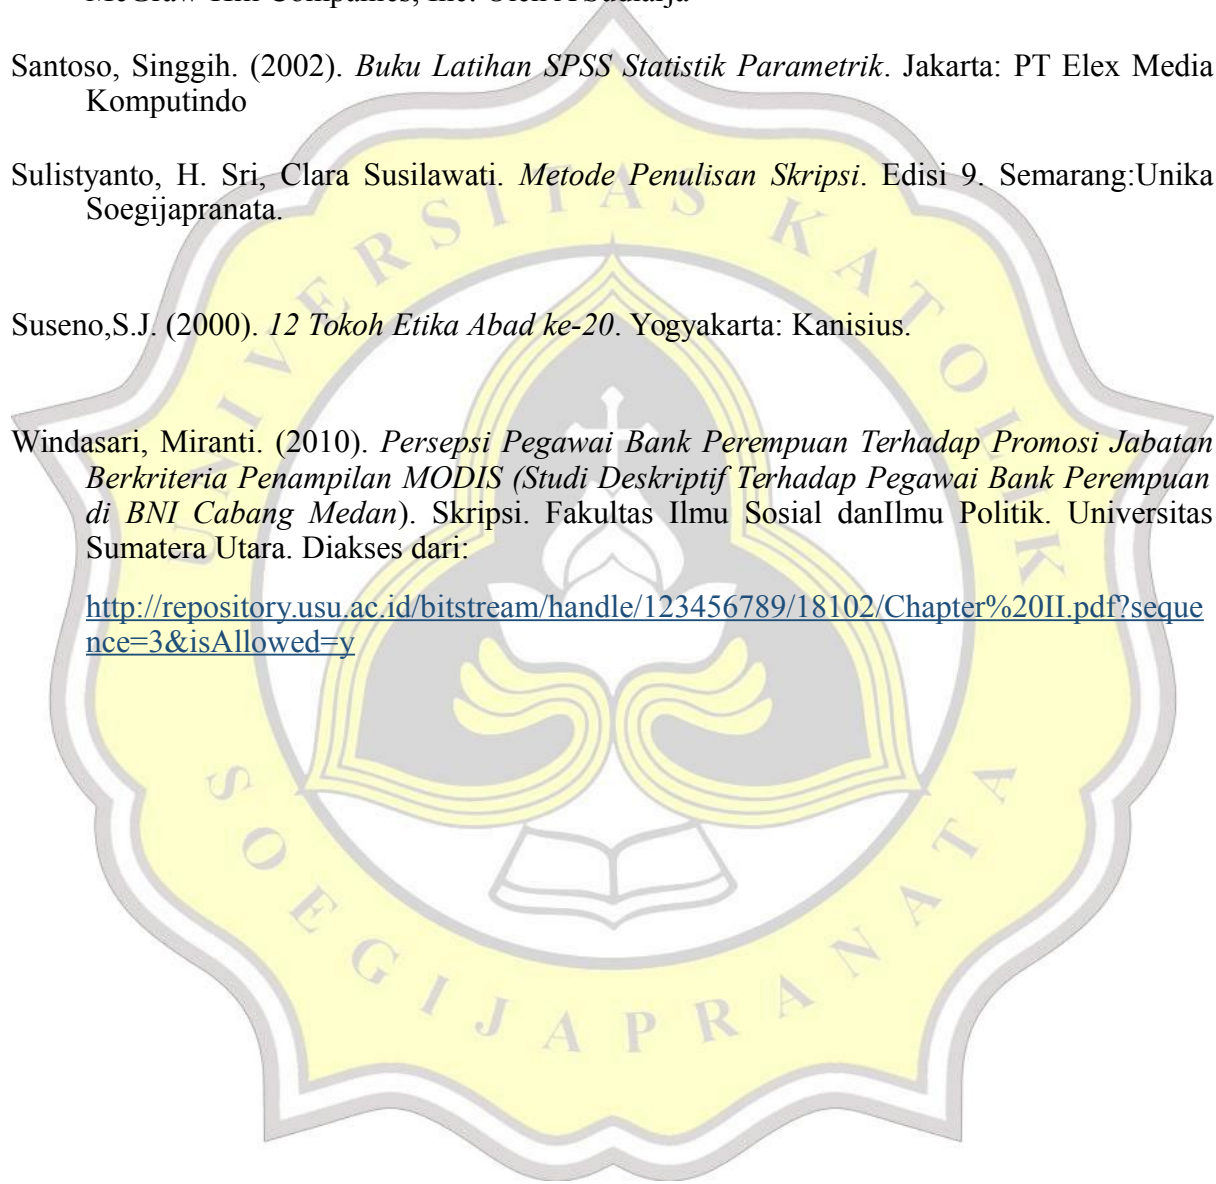 McGraw-Hill Companies, Inc. Oleh A Sudiarja
Santoso, Singgih. (2002). Buku Latihan SPSS Statistik Parametrik. Jakarta: PT Elex Media
Komputindo
Sulistyanto, H. Sri, Clara Susilawati. Metode Penulisan Skripsi. Edisi 9. Semarang:Unika
Soegijapranata.
Suseno,S.J. (2000). 12 Tokoh Etika Abad ke-20. Yogyakarta: Kanisius.
Windasari, Miranti. (2010). Persepsi Pegawai Bank Perempuan Terhadap Promosi Jabatan
Berkriteria Penampilan MODIS (Studi Deskriptif Terhadap Pegawai Bank Perempuan
di BNI Cabang Medan). Skripsi. Fakultas Ilmu Sosial danIlmu Politik. Universitas
Sumatera Utara. Diakses dari:
http://repository.usu.ac.id/bitstream/handle/123456789/18102/Chapter%20II.pdf?seque
nce=3&isAllowed=y
UNIVERSITAS KATOLIK
SOEGIJAPRANATA